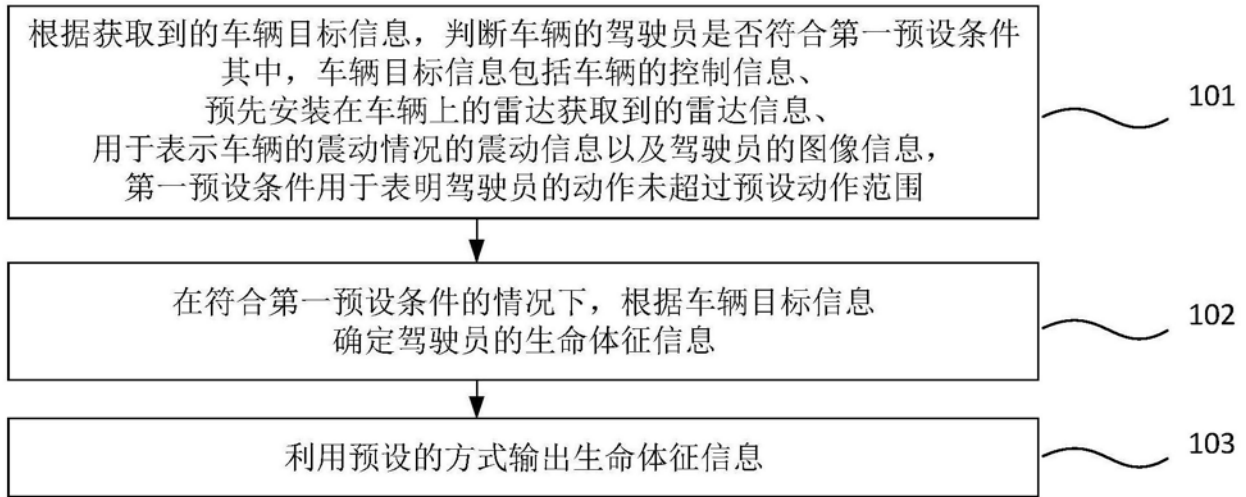 根据获取到的车辆目标信息，判断车辆的驾驶员是否符合第一预设条件
其中，车辆目标信息包括车辆的控制信息、
预先安装在车辆上的雷达获取到的雷达信息、
用于表示车辆的震动情况的震动信息以及驾驶员的图像信息，
第一预设条件用于表明驾驶员的动作未超过预设动作范围
101
在符合第一预设条件的情况下，根据车辆目标信息
确定驾驶员的生命体征信息
102
利用预设的方式输出生命体征信息
103